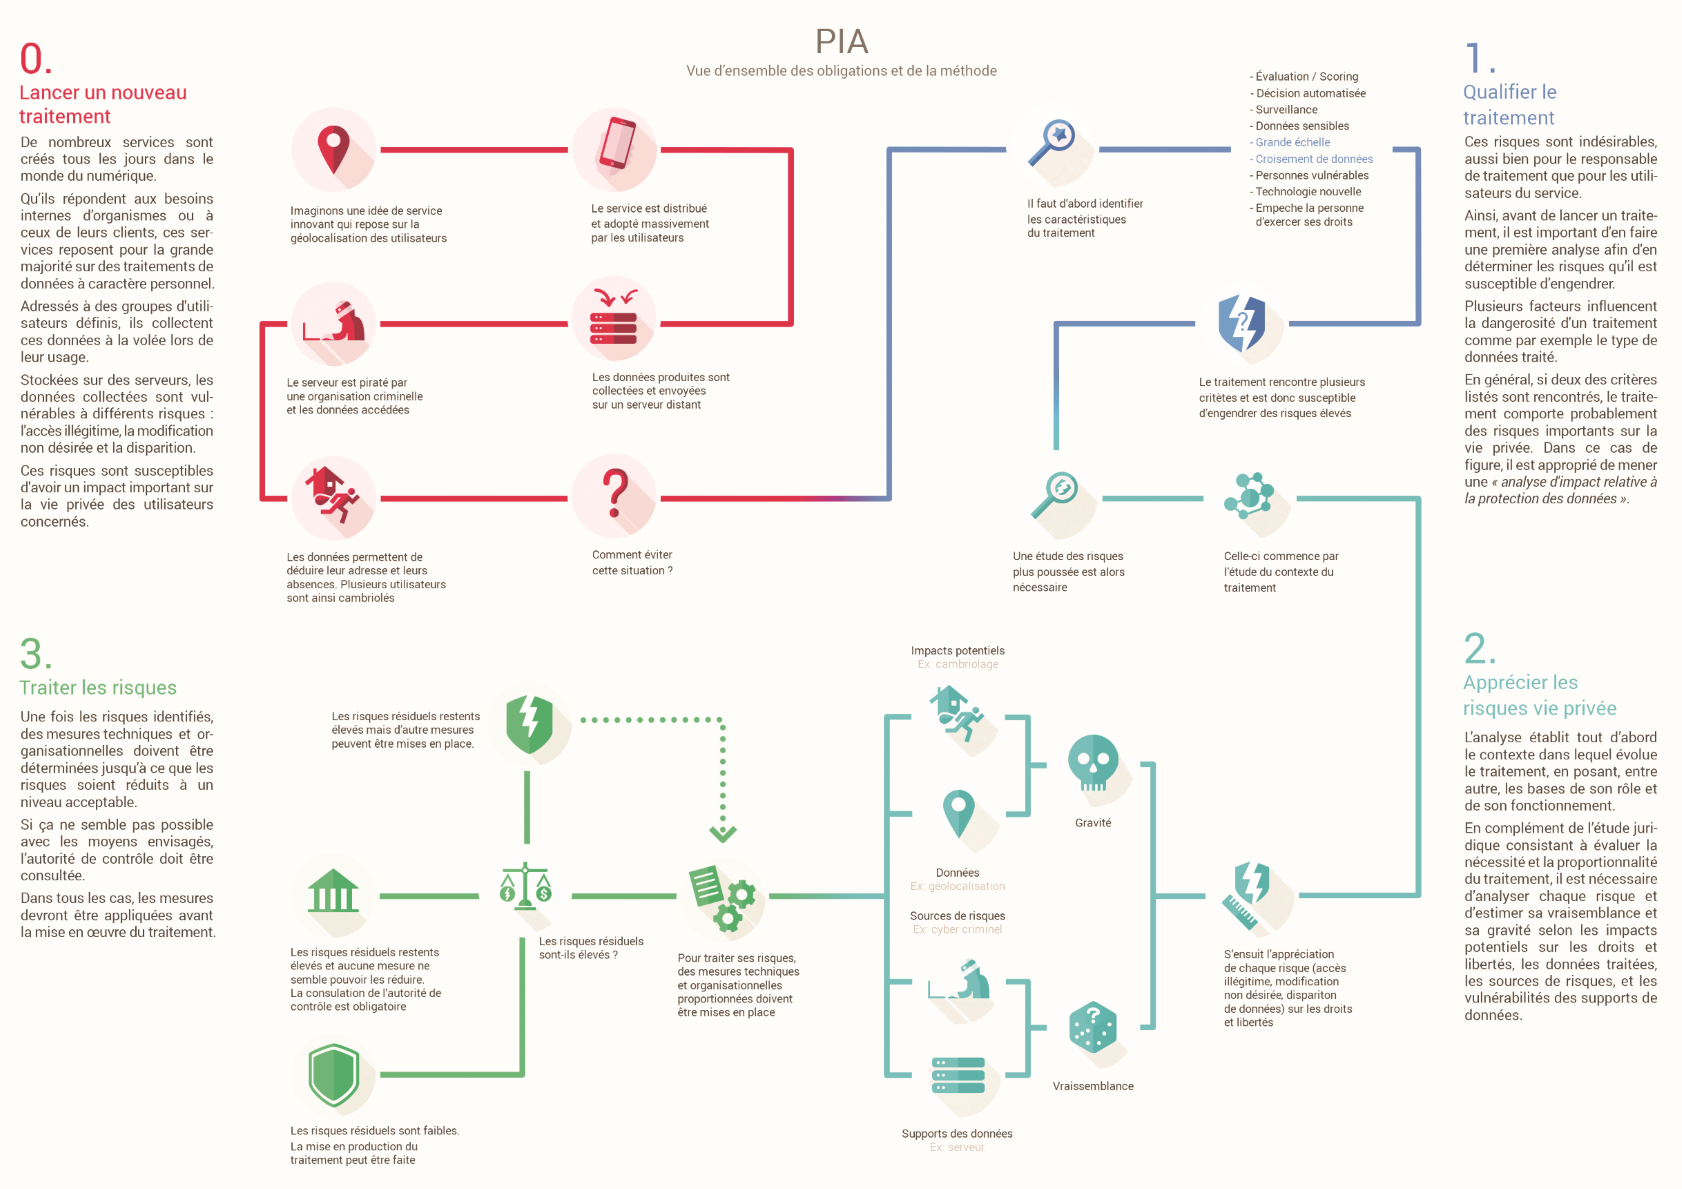 PIA
Vue d'ensemble des obligations et de la méthode
0.
Lancer un nouveau
traitement
De nombreux services sont
créés tous les jours dans le
monde du numérique.
Qu'ils répondent aux besoins
internes d'organismes ou à
ceux de leurs clients, ces ser-
vices reposent pour la grande
majorité sur des traitements de
données à caractère personnel.
Adressés à des groupes d'utili-
sateurs définis, ils collectent
ces données à la volée lors de
leur usage.
Stockées sur des serveurs, les
données collectées sont vul-
nérables à différents risques :
l'accès illégitime, la modification
non désirée et la disparition.
Ces risques sont susceptibles
d'avoir un impact important sur
la vie privée des utilisateurs
concernés.
Imaginons une idée de service
innovant qui repose sur la
géolocalisation des utilisateurs
Le service est distribué
et adopté massivement
par les utilisateurs
Les données produites sont
collectées et envoyées
sur un serveur distant
Le serveur est piraté par
une organisation criminelle
et les données accédées
Les données permettent de
déduire leur adresse et leurs
absences. Plusieurs utilisateurs
sont ainsi cambriolés
Comment éviter
cette situation ?
1.
Qualifier le
traitement
Ces risques sont indésirables,
aussi bien pour le responsable
de traitement que pour les utili-
sateurs du service.
Ainsi, avant de lancer un traite-
ment, il est important d'en faire
une première analyse afin d'en
déterminer les risques qu'il est
susceptible d'engendrer.
Plusieurs facteurs influencent
la dangerosité d'un traitement
comme par exemple le type de
données traité.
En général, si deux des critères
listés sont rencontrés, le traite-
ment comporte probablement
des risques importants sur la
vie privée. Dans ce cas de
figure, il est approprié de mener
une « analyse d'impact relative à
la protection des données ».
Il faut d'abord identifier
les caractéristiques
du traitement
- Évaluation / Scoring
- Décision automatisée
- Surveillance
- Données sensibles
- Grande échelle
- Croisement de données
- Personnes vulnérables
- Technologie nouvelle
- Empeche la personne
d'exercer ses droits
Le traitement rencontre plusieurs
critètes et est donc susceptible
d'engendrer des risques élevés
Une étude des risques
plus poussée est alors
nécessaire
Celle-ci commence par
l'étude du contexte du
traitement
2.
Apprécier les
risques vie privée
L'analyse établit tout d'abord
le contexte dans lequel évolue
le traitement, en posant, entre
autre, les bases de son rôle et
de son fonctionnement.
En complément de l'étude juri-
dique consistant à évaluer la
nécessité et la proportionnalité
du traitement, il est nécessaire
d'analyser chaque risque et
d'estimer sa vraisemblance et
sa gravité selon les impacts
potentiels sur les droits et
libertés, les données traitées,
les sources de risques, et les
vulnérabilités des supports de
données.
S'ensuit l'appréciation
de chaque risque (accès
illégitime, modification
non désirée, dispariton
de données) sur les droits
et libertés
Gravité
Vraissemblance
Impacts potentiels
Ex: cambriolage
Données
Ex: géolocalisation
Sources de risques
Ex: cyber criminel
Supports des données
Ex: serveur
3.
Traiter les risques
Une fois les risques identifiés,
des mesures techniques et or-
ganisationnelles doivent être
déterminées jusqu'à ce que les
risques soient réduits à un
niveau acceptable.
Si ça ne semble pas possible
avec les moyens envisagés,
l'autorité de contrôle doit être
consultée.
Dans tous les cas, les mesures
devront être appliquées avant
la mise en œuvre du traitement.
Pour traiter ses risques,
des mesures techniques
et organisationnelles
proportionnées doivent
être mises en place
Les risques résiduels
sont-ils élevés ?
Les risques résiduels restents
élevés mais d'autre mesures
peuvent être mises en place.
Les risques résiduels restents
élevés et aucune mesure ne
semble pouvoir les réduire.
La consulation de l'autorité de
contrôle est obligatoire
Les risques résiduels sont faibles.
La mise en production du
traitement peut être faite